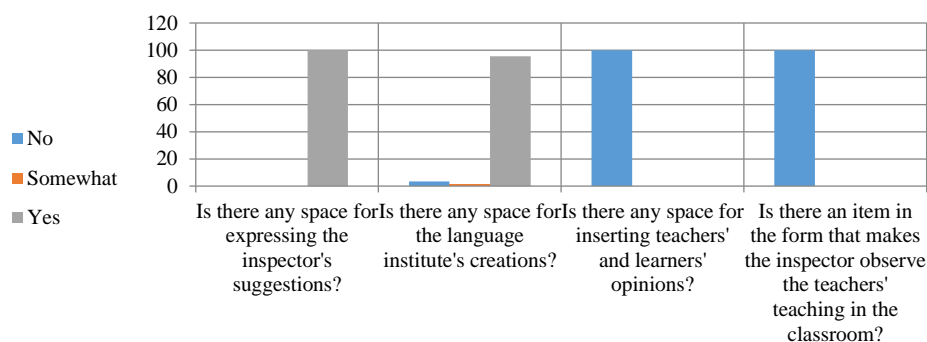 120
100
80
60
40
20
0
No
Somewhat
Yes
Is there any space for
expressing the
inspector's
suggestions?
Is there any space for
the language
institute's creations?
Is there any space for
inserting teachers'
and learners'
opinions?
Is there an item in
the form that makes
the inspector observe
the teachers'
teaching in the
classroom?